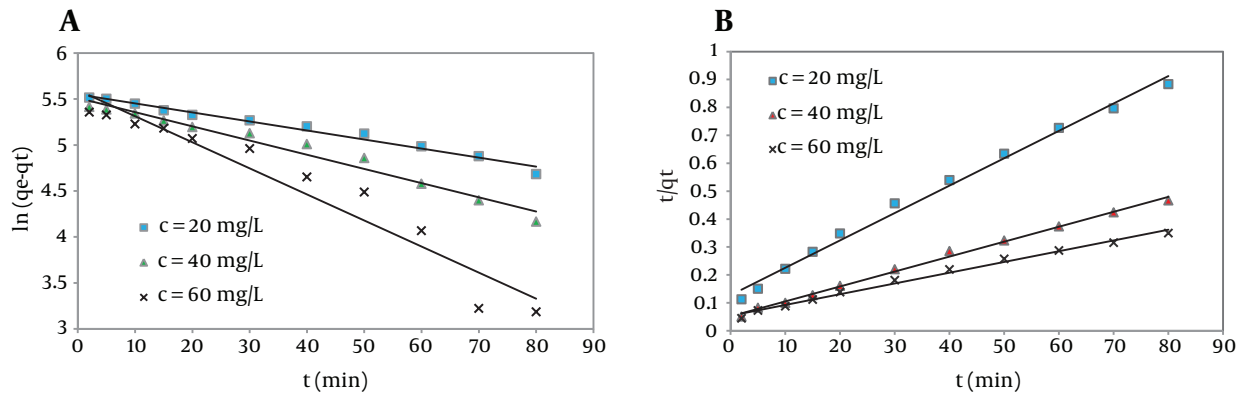 A
6
5.5
5
4.5
4
3.5
3
ln (qe-qt)
c = 20 mg/L
c = 40 mg/L
c = 60 mg/L
0 10 20 30 40 50 60 70 80 90
t (min)
B
1
0.9
0.8
0.7
0.6
0.5
0.4
0.3
0.2
0.1
0
t/qt
c = 20 mg/L
c = 40 mg/L
c = 60 mg/L
0 10 20 30 40 50 60 70 80 90
t (min)